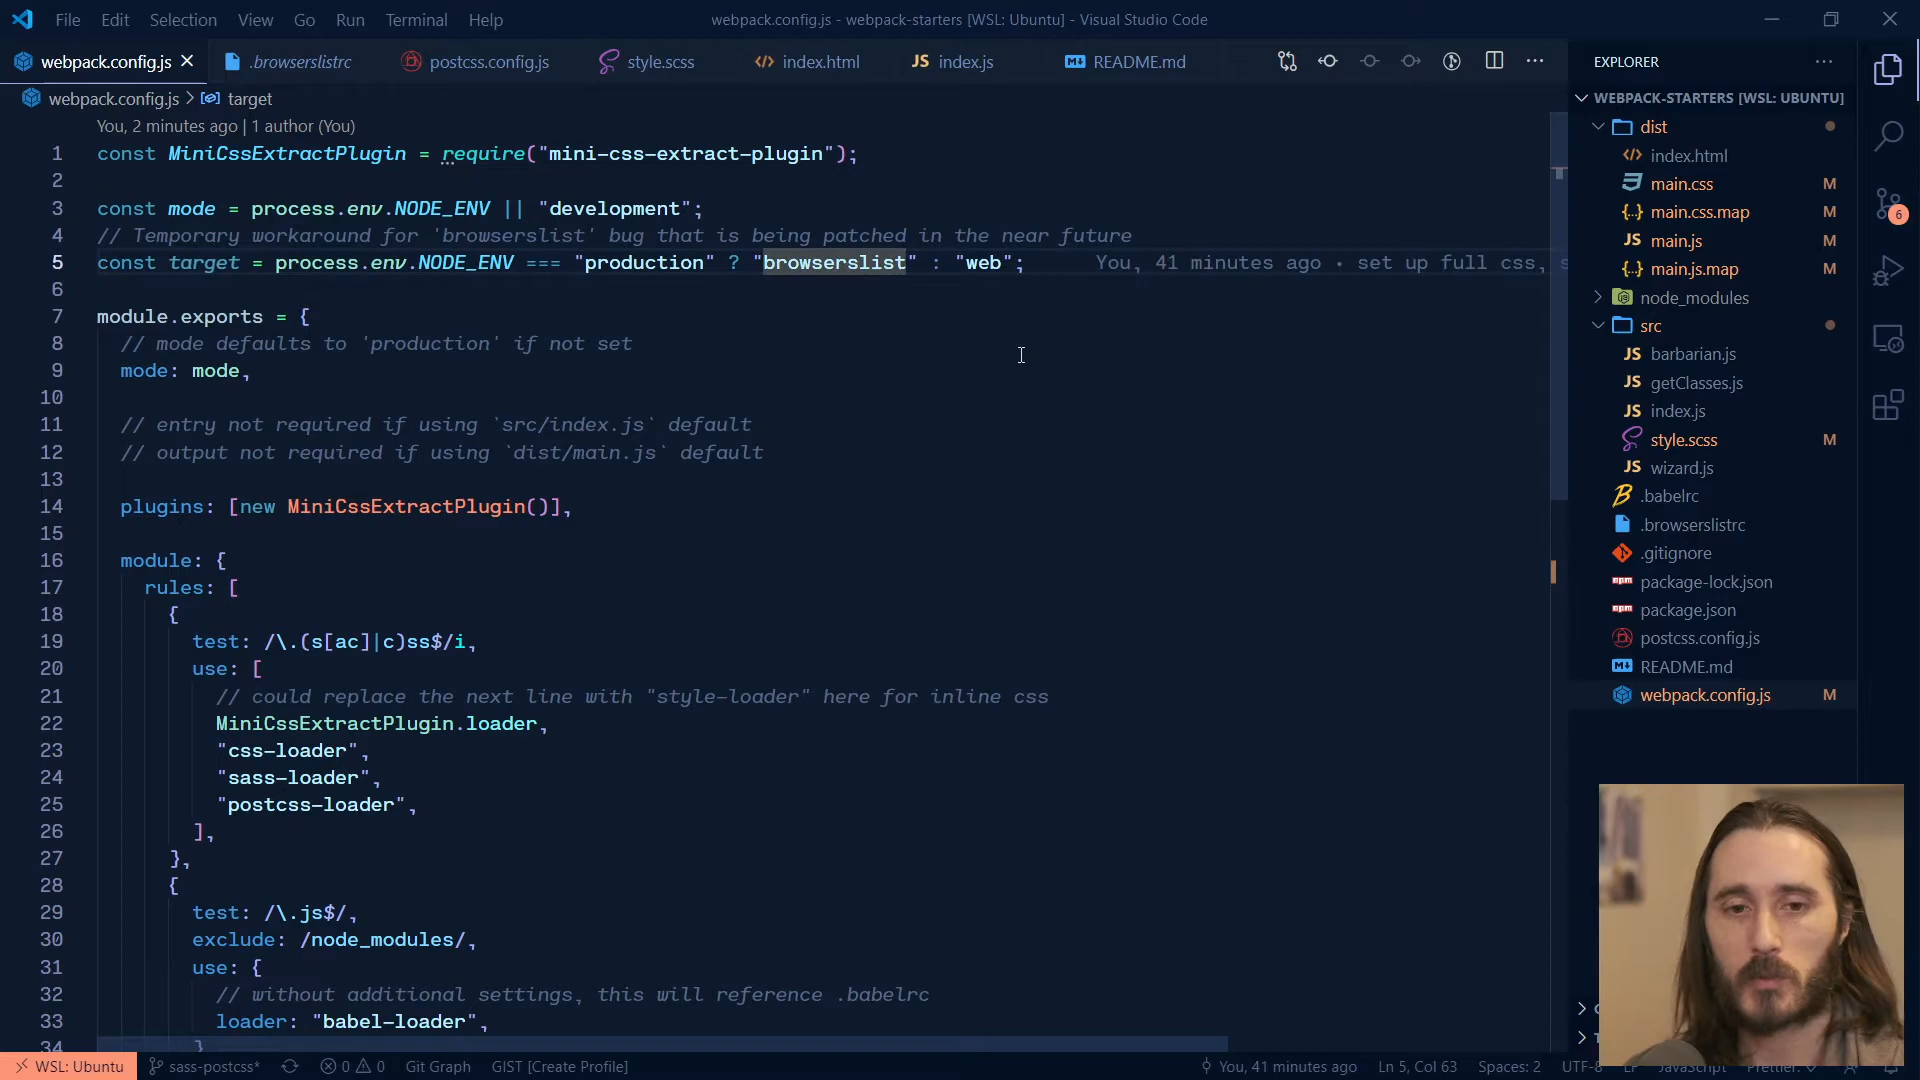 File Edit Selection View Go Run Terminal Help
webpack.config.js - webpack-starters [WSL: Ubuntu] - Visual Studio Code
webpack.config.js
.browserslistrc
postcss.config.js
style.scss
index.html
JS index.js
README.md
webpack.config.js > target
You, 2 minutes ago | 1 author (You)
1 const MiniCssExtractPlugin = require("mini-css-extract-plugin");
2
3 const mode = process.env.NODE_ENV || "development";
4 // Temporary workaround for 'browserslist' bug that is being patched in the near future
5 const target = process.env.NODE_ENV === "production" ? "browserslist" : "web"; You, 41 minutes ago • set up full css, s
6
7 module.exports = {
8 // mode defaults to 'production' if not set
9 mode: mode,
10
11 // entry not required if using `src/index.js` default
12 // output not required if using `dist/main.js` default
13
14 plugins: [new MiniCssExtractPlugin()],
15
16 module: {
17 rules: [
18 {
19 test: /\.(s[ac]|c)ss$/i,
20 use: [
21 // could replace the next line with "style-loader" here for inline css
22 MiniCssExtractPlugin.loader,
23 "css-loader",
24 "sass-loader",
25 "postcss-loader",
26 ],
27 },
28 {
29 test: /\.js$/,
30 exclude: /node_modules/,
31 use: {
32 // without additional settings, this will reference .babelrc
33 loader: "babel-loader",
34 }
EXPLORER
WEBPACK-STARTERS [WSL: UBUNTU]
dist
index.html
main.css M
main.css.map M
JS main.js M
main.js.map M
node_modules
src
JS barbarian.js
JS getClasses.js
JS index.js
style.scss M
JS wizard.js
.babelrc
.browserslistrc
.gitignore
package-lock.json
package.json
postcss.config.js
README.md
webpack.config.js M
6
WSL: Ubuntu
sass-postcss*
0 0
Git Graph
GIST [Create Profile]
You, 41 minutes ago
Ln 5, Col 63
Spaces: 2
UTF-8
LF
JavaScript
Prettier: ✓